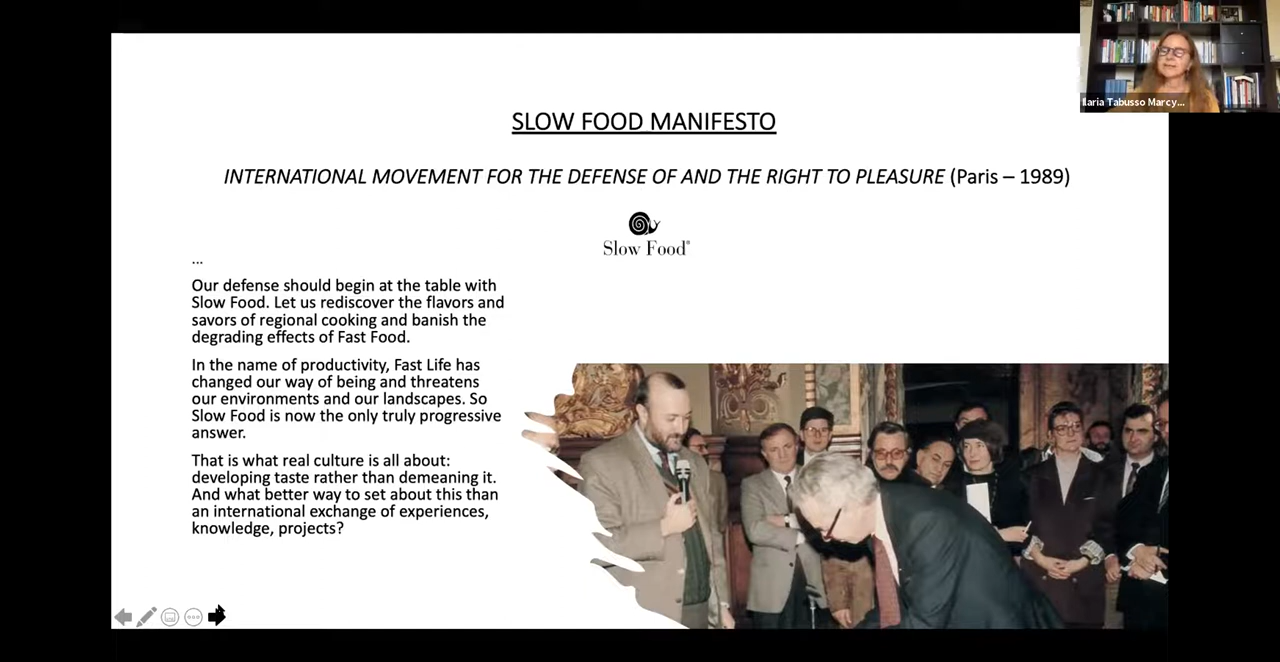 Ilaria Tabusso Marcy...
SLOW FOOD MANIFESTO
INTERNATIONAL MOVEMENT FOR THE DEFENSE OF AND THE RIGHT TO PLEASURE (Paris – 1989)
Slow Food®
...
Our defense should begin at the table with
Slow Food. Let us rediscover the flavors and
savors of regional cooking and banish the
degrading effects of Fast Food.
In the name of productivity, Fast Life has
changed our way of being and threatens
our environments and our landscapes. So
Slow Food is now the only truly progressive
answer.
That is what real culture is all about:
developing taste rather than demeaning it.
And what better way to set about this than
an international exchange of experiences,
knowledge, projects?